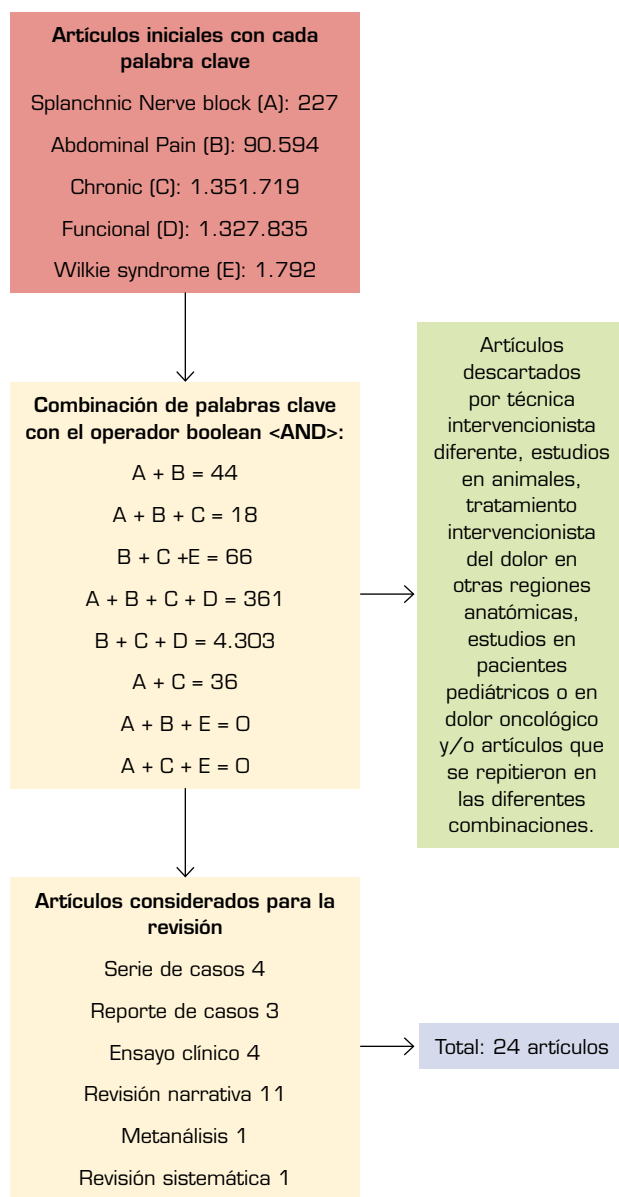 Artículos iniciales con cada
palabra clave
Splanchnic Nerve block (A): 227
Abdominal Pain (B): 90.594
Chronic (C): 1.351.719
Funcional (D): 1.327.835
Wilkie syndrome (E): 1.792
Combinación de palabras clave
con el operador boolean <AND>:
A + B = 44
A + B + C = 18
B + C +E = 66
A + B + C + D = 361
B + C + D = 4.303
A + C = 36
A + B + E = 0
A + C + E = 0
Artículos
descartados
por técnica
intervencionista
diferente, estudios
en animales,
tratamiento
intervencionista
del dolor en
otras regiones
anatómicas,
estudios en
pacientes
pediátricos o en
dolor oncológico
y/o artículos que
se repitieron en
las diferentes
combinaciones.
Artículos considerados para la
revisión
Serie de casos 4
Reporte de casos 3
Ensayo clínico 4
Revisión narrativa 11
Metanálisis 1
Revisión sistemática 1
Total: 24 artículos